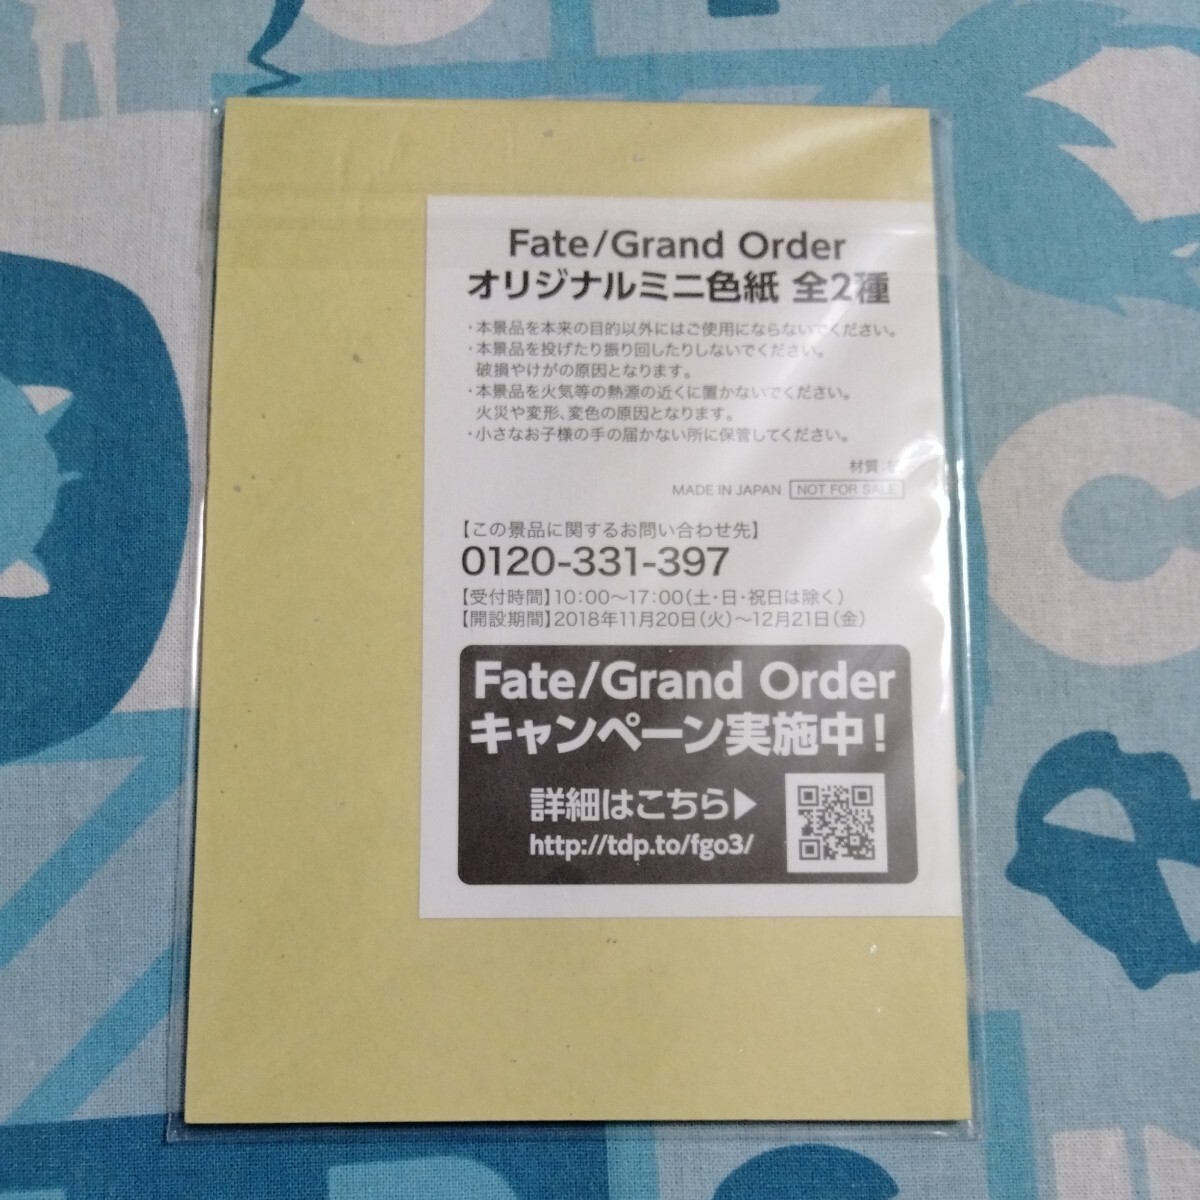 Fate/Grand Order
オリジナルミニ色紙 全2種
・本景品を本来の目的以外にはご使用にならないでください。
・本景品を投げたり振り回したりしないでください。
破損やけがの原因となります。
・本景品を火気等の熱源の近くに置かないでください。
火災や変形、変色の原因となります。
・小さなお子様の手の届かない所に保管してください。
材質:
MADE IN JAPAN NOT FOR SALE
【この景品に関するお問い合わせ先】
0120-331-397
【受付時間】10:00～17:00(土・日・祝日は除く)
【開設期間】2018年11月20日(火)～12月21日(金)
Fate/Grand Order
キャンペーン実施中!
詳細はこちら▶
http://tdp.to/fgo3/